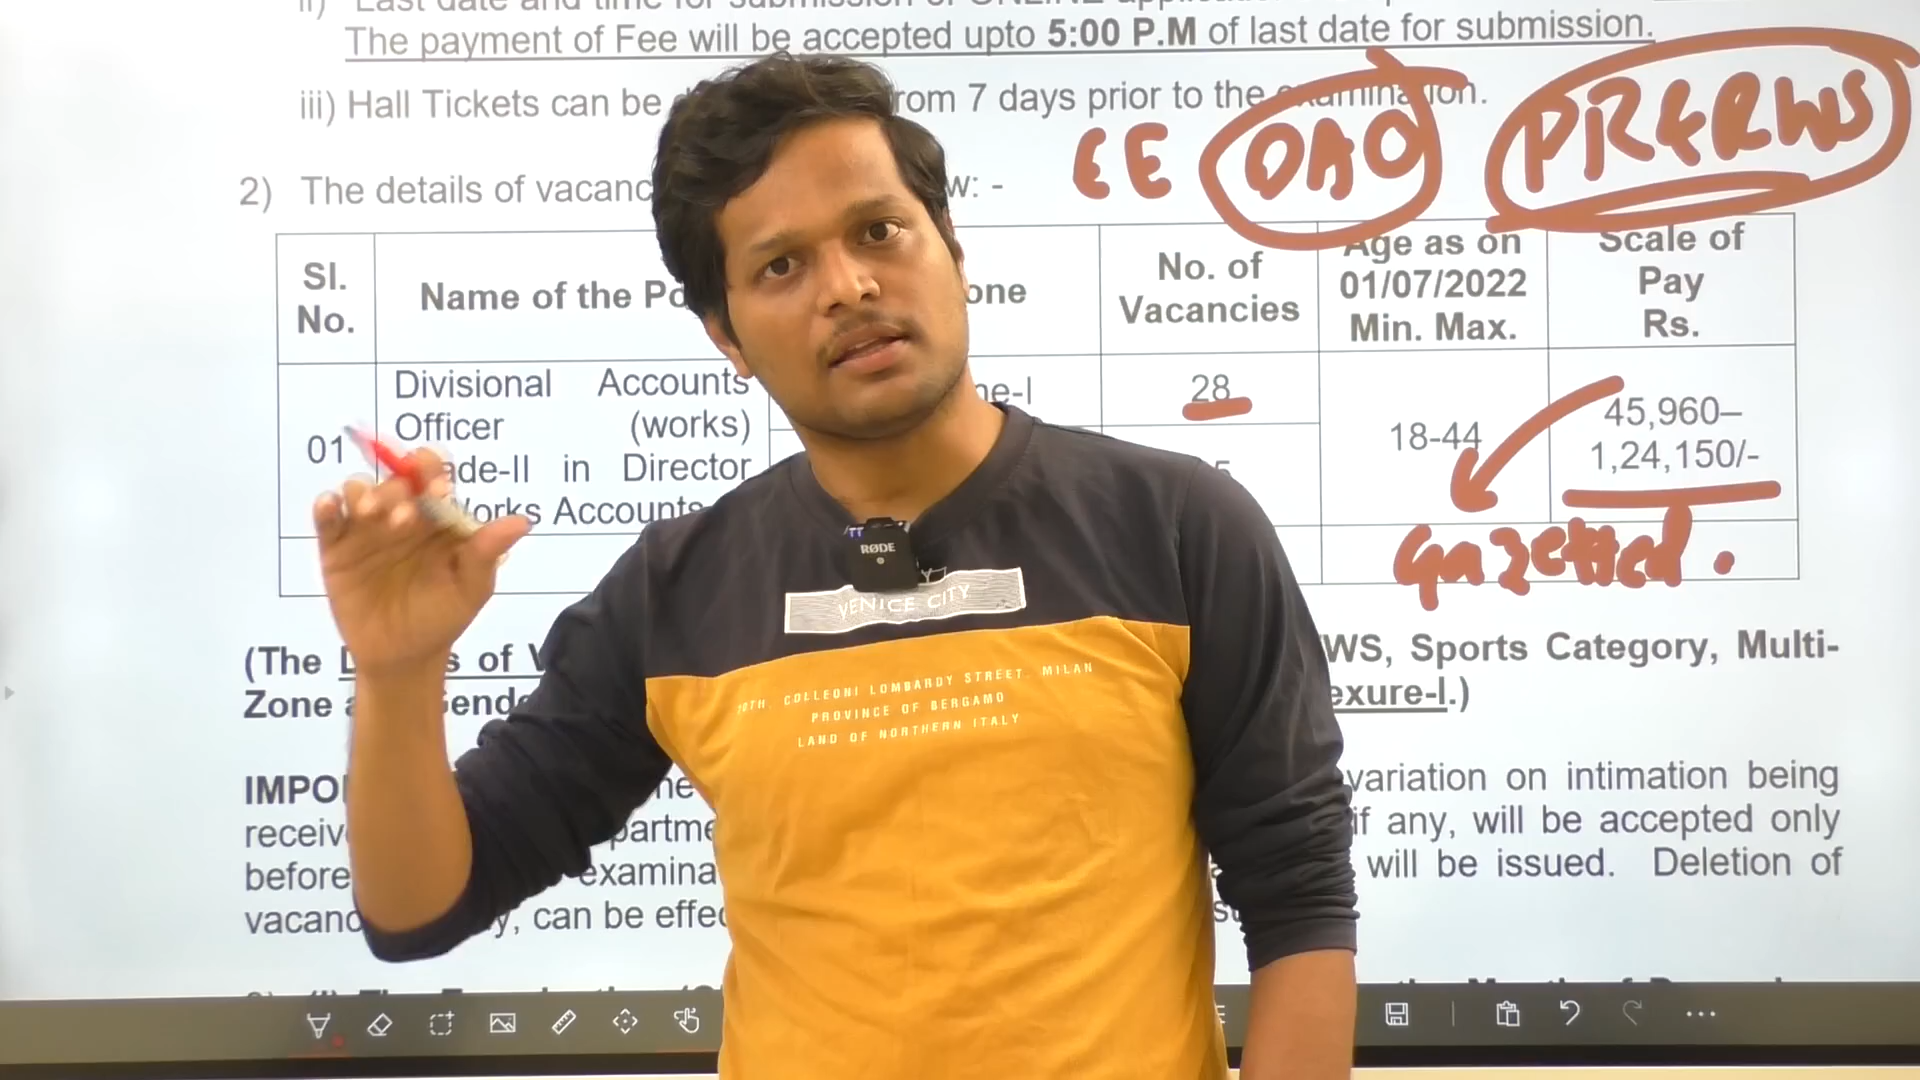 The payment of Fee will be accepted upto 5:00 P.M of last date for submission.
iii) Hall Tickets can be rom 7 days prior to the examination.
EE DAO PR&RWS
2) The details of vacanc w: -
Sl. No.
Name of the Po
one
No. of Vacancies
Age as on 01/07/2022 Min. Max.
Scale of Pay Rs.
01
Divisional Accounts
Officer (works)
ade-II in Director
orks Accounts
e-I
28
5
18-44
45,960–
1,24,150/-
Gazetted.
(The s of V WS, Sports Category, Multi-
Zone a ende exure-I.)
IMPO he variation on intimation being
receiv partme if any, will be accepted only
before examina will be issued. Deletion of
vacanc y, can be effec
RØDE
VENICE CITY
COLLEONI LOMBARDY STREET. MILAN
PROVINCE OF BERGAMO
LAND OF NORTHERN ITALY